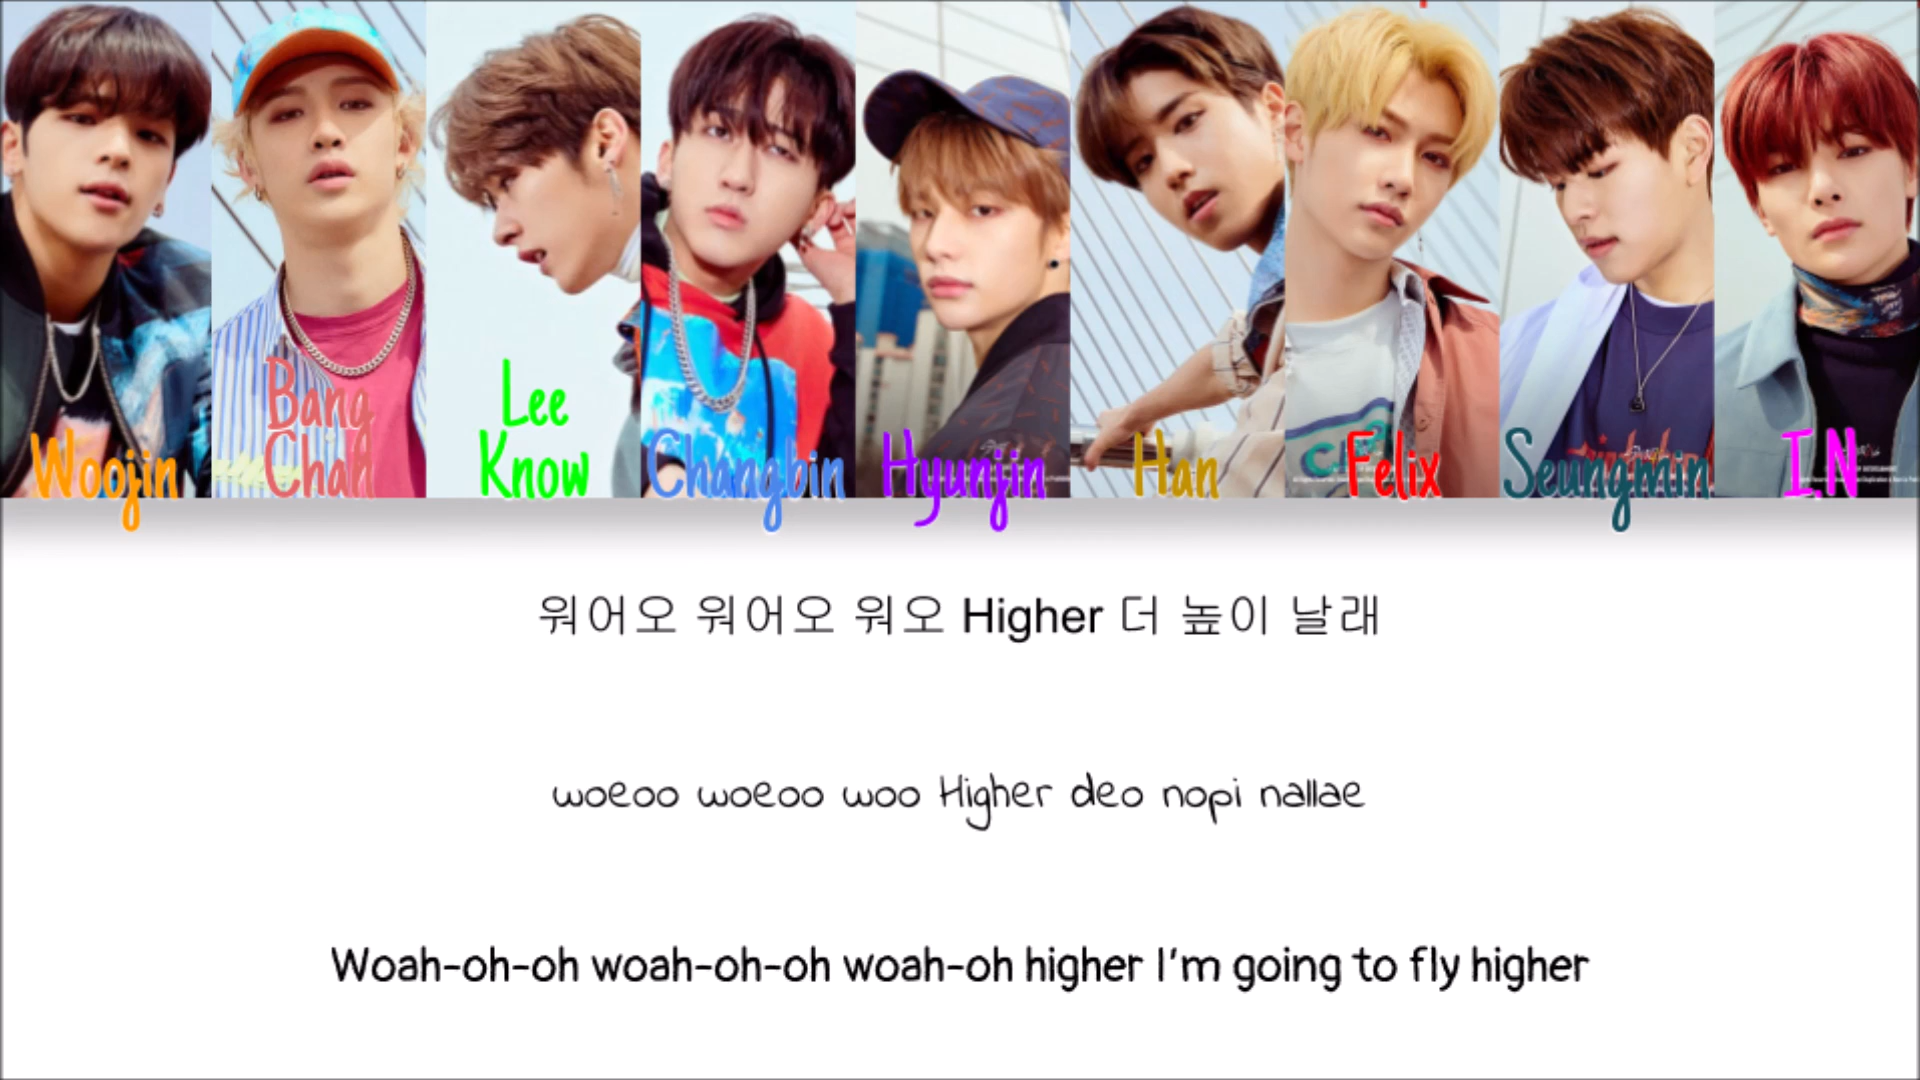 Woojin
Bang
Chan
Lee
Know
Changbin
Hyunjin
Han
Felix
Seungmin
I.N
워어오 워어오 워오 Higher 더 높이 날래
woeoo woeoo woo Higher deo nopi nallae
Woah-oh-oh woah-oh-oh woah-oh higher I'm going to fly higher